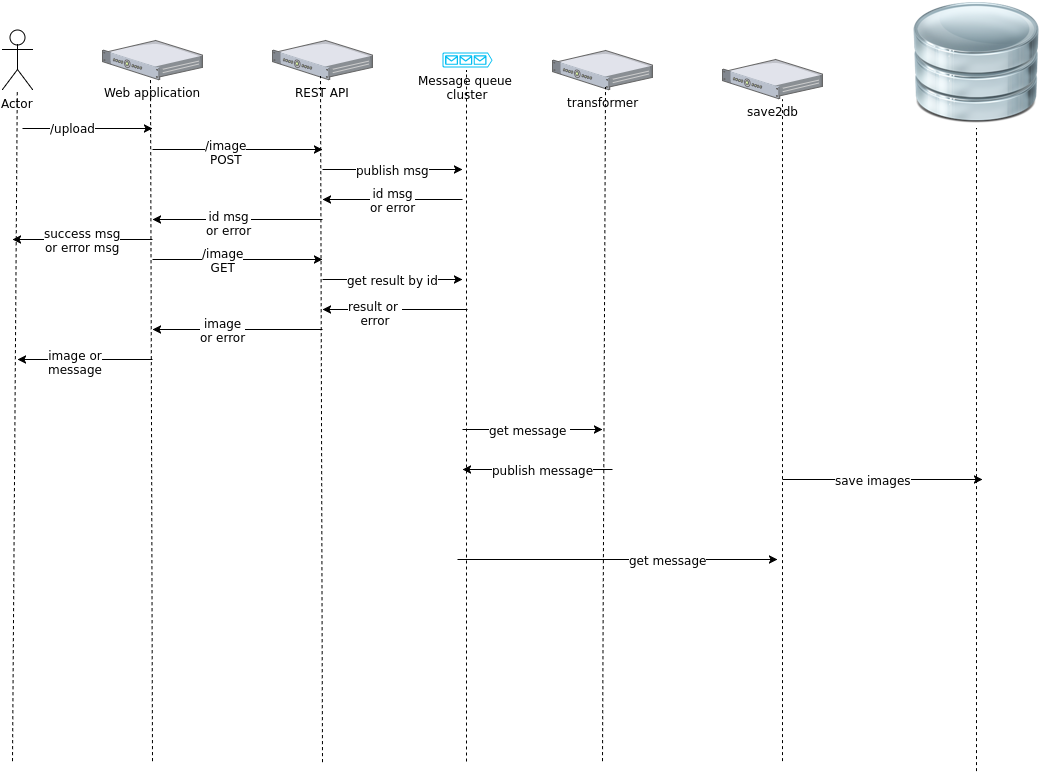 Actor
Web application
REST API
Message queue
cluster
transformer
save2db
/upload
/image
POST
publish msg
id msg
or error
id msg
or error
success msg
or error msg
/image
GET
get result by id
result or
error
image
or error
image or
message
get message
publish message
save images
get message